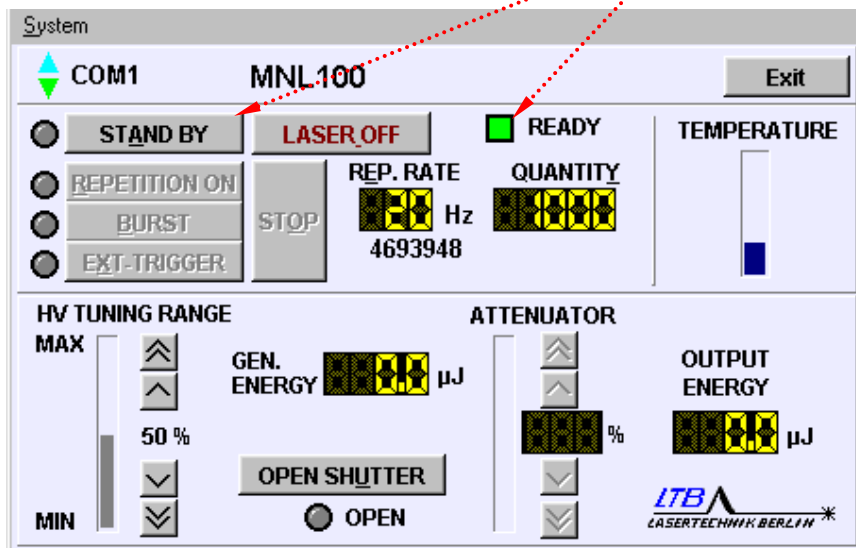 System
COM1 MNL100 Exit
STAND BY LASER OFF READY TEMPERATURE
REPETITION ON REP. RATE QUANTITY
BURST STOP 20 Hz 1000
EXT-TRIGGER 4693948
HV TUNING RANGE ATTENUATOR
MAX GEN. ENERGY 0.0 µJ OUTPUT ENERGY
50 % % 0.0 µJ
OPEN SHUTTER
MIN OPEN
LTB
LASERTECHNIK BERLIN